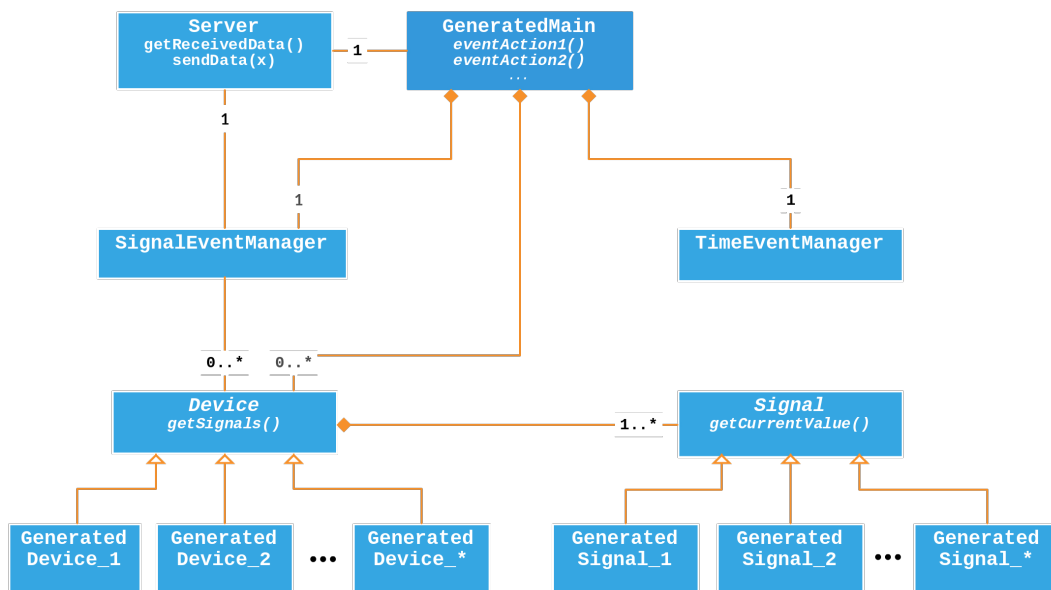 Server
getReceivedData()
sendData(x)
1
GeneratedMain
eventAction1()
eventAction2()
...
1
1
1
SignalEventManager
TimeEventManager
0..*
0..*
Device
getSignals()
1..*
Signal
getCurrentValue()
Generated
Device_1
Generated
Device_2
...
Generated
Device_*
Generated
Signal_1
Generated
Signal_2
...
Generated
Signal_*